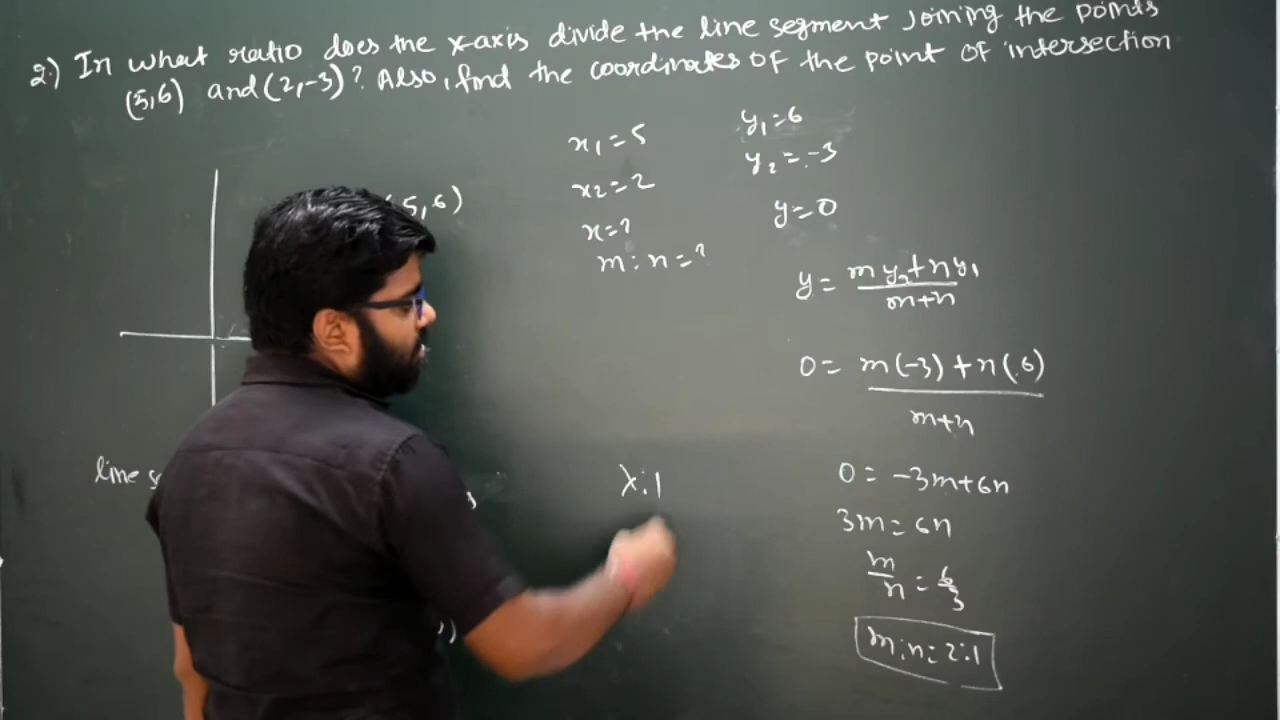 2.) In what ratio does the x-axis divide the line segment joining the points
(5,6) and (2,-3)? Also, find the coordinates of the point of intersection
x₁=5
x₂=2
x=?
m:n=?
y₁=6
y₂=-3
y=0
5,6)
y= my₂+ny₁
m+n
0= m(-3)+n(6)
m+n
0= -3m+6n
3m=6n
m/n=6/3
m:n=2:1
line
λ:1